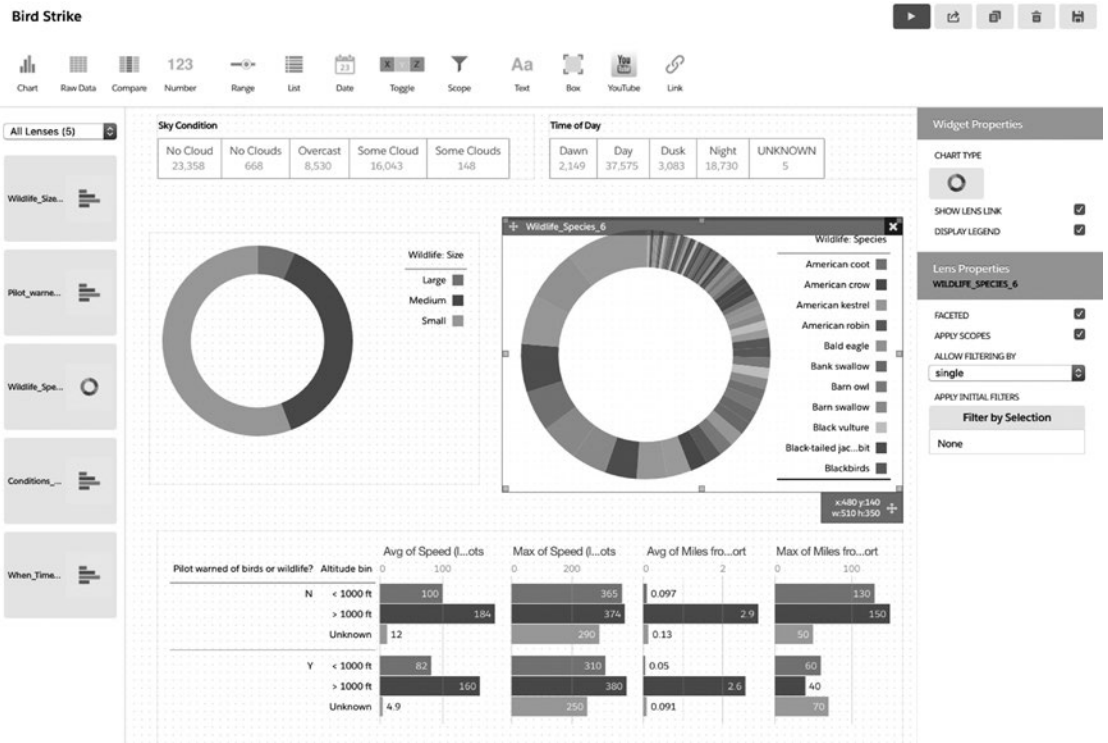 Bird Strike
123
23
X Y Z
Aa
You
Tube
Chart Raw Data Compare Number Range List Date Toggle Scope Text Box YouTube Link
All Lenses (5)
Wildlife_Size...
Pilot_warne...
Wildlife_Spe...
Conditions_...
When_Time...
Sky Condition
No Cloud No Clouds Overcast Some Cloud Some Clouds
23,358 668 8,530 16,043 148
Time of Day
Dawn Day Dusk Night UNKNOWN
2,149 37,575 3,083 18,730 5
Wildlife: Size
Large
Medium
Small
Wildlife_Species_6
Wildlife: Species
American coot
American crow
American kestrel
American robin
Bald eagle
Bank swallow
Barn owl
Barn swallow
Black vulture
Black-tailed jac...bit
Blackbirds
x:480 y:140
w:510 h:350
Avg of Speed (I...ots Max of Speed (I...ots Avg of Miles fro...ort Max of Miles fro...ort
Pilot warned of birds or wildlife? Altitude bin 0 100 0 200 0 2 0 100
N < 1000 ft 100 365 0.097 130
> 1000 ft 184 374 2.9 150
Unknown 12 290 0.13 50
Y < 1000 ft 82 310 0.05 60
> 1000 ft 160 380 2.6 40
Unknown 4.9 250 0.091 70
Widget Properties
CHART TYPE
SHOW LENS LINK
DISPLAY LEGEND
Lens Properties
WILDLIFE_SPECIES_6
FACETED
APPLY SCOPES
ALLOW FILTERING BY
single
APPLY INITIAL FILTERS
Filter by Selection
None